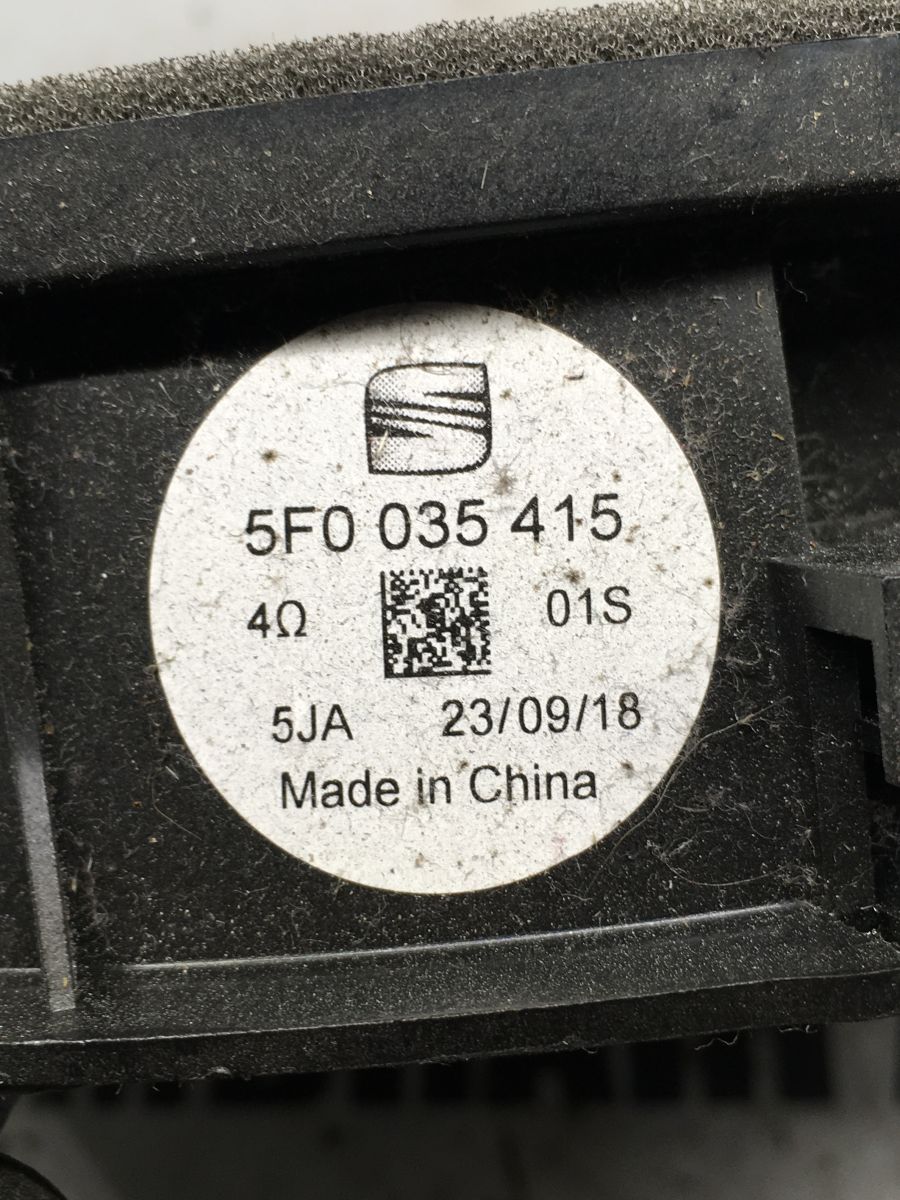 5F0 035 415
4Ω 01S
5JA 23/09/18
Made in China